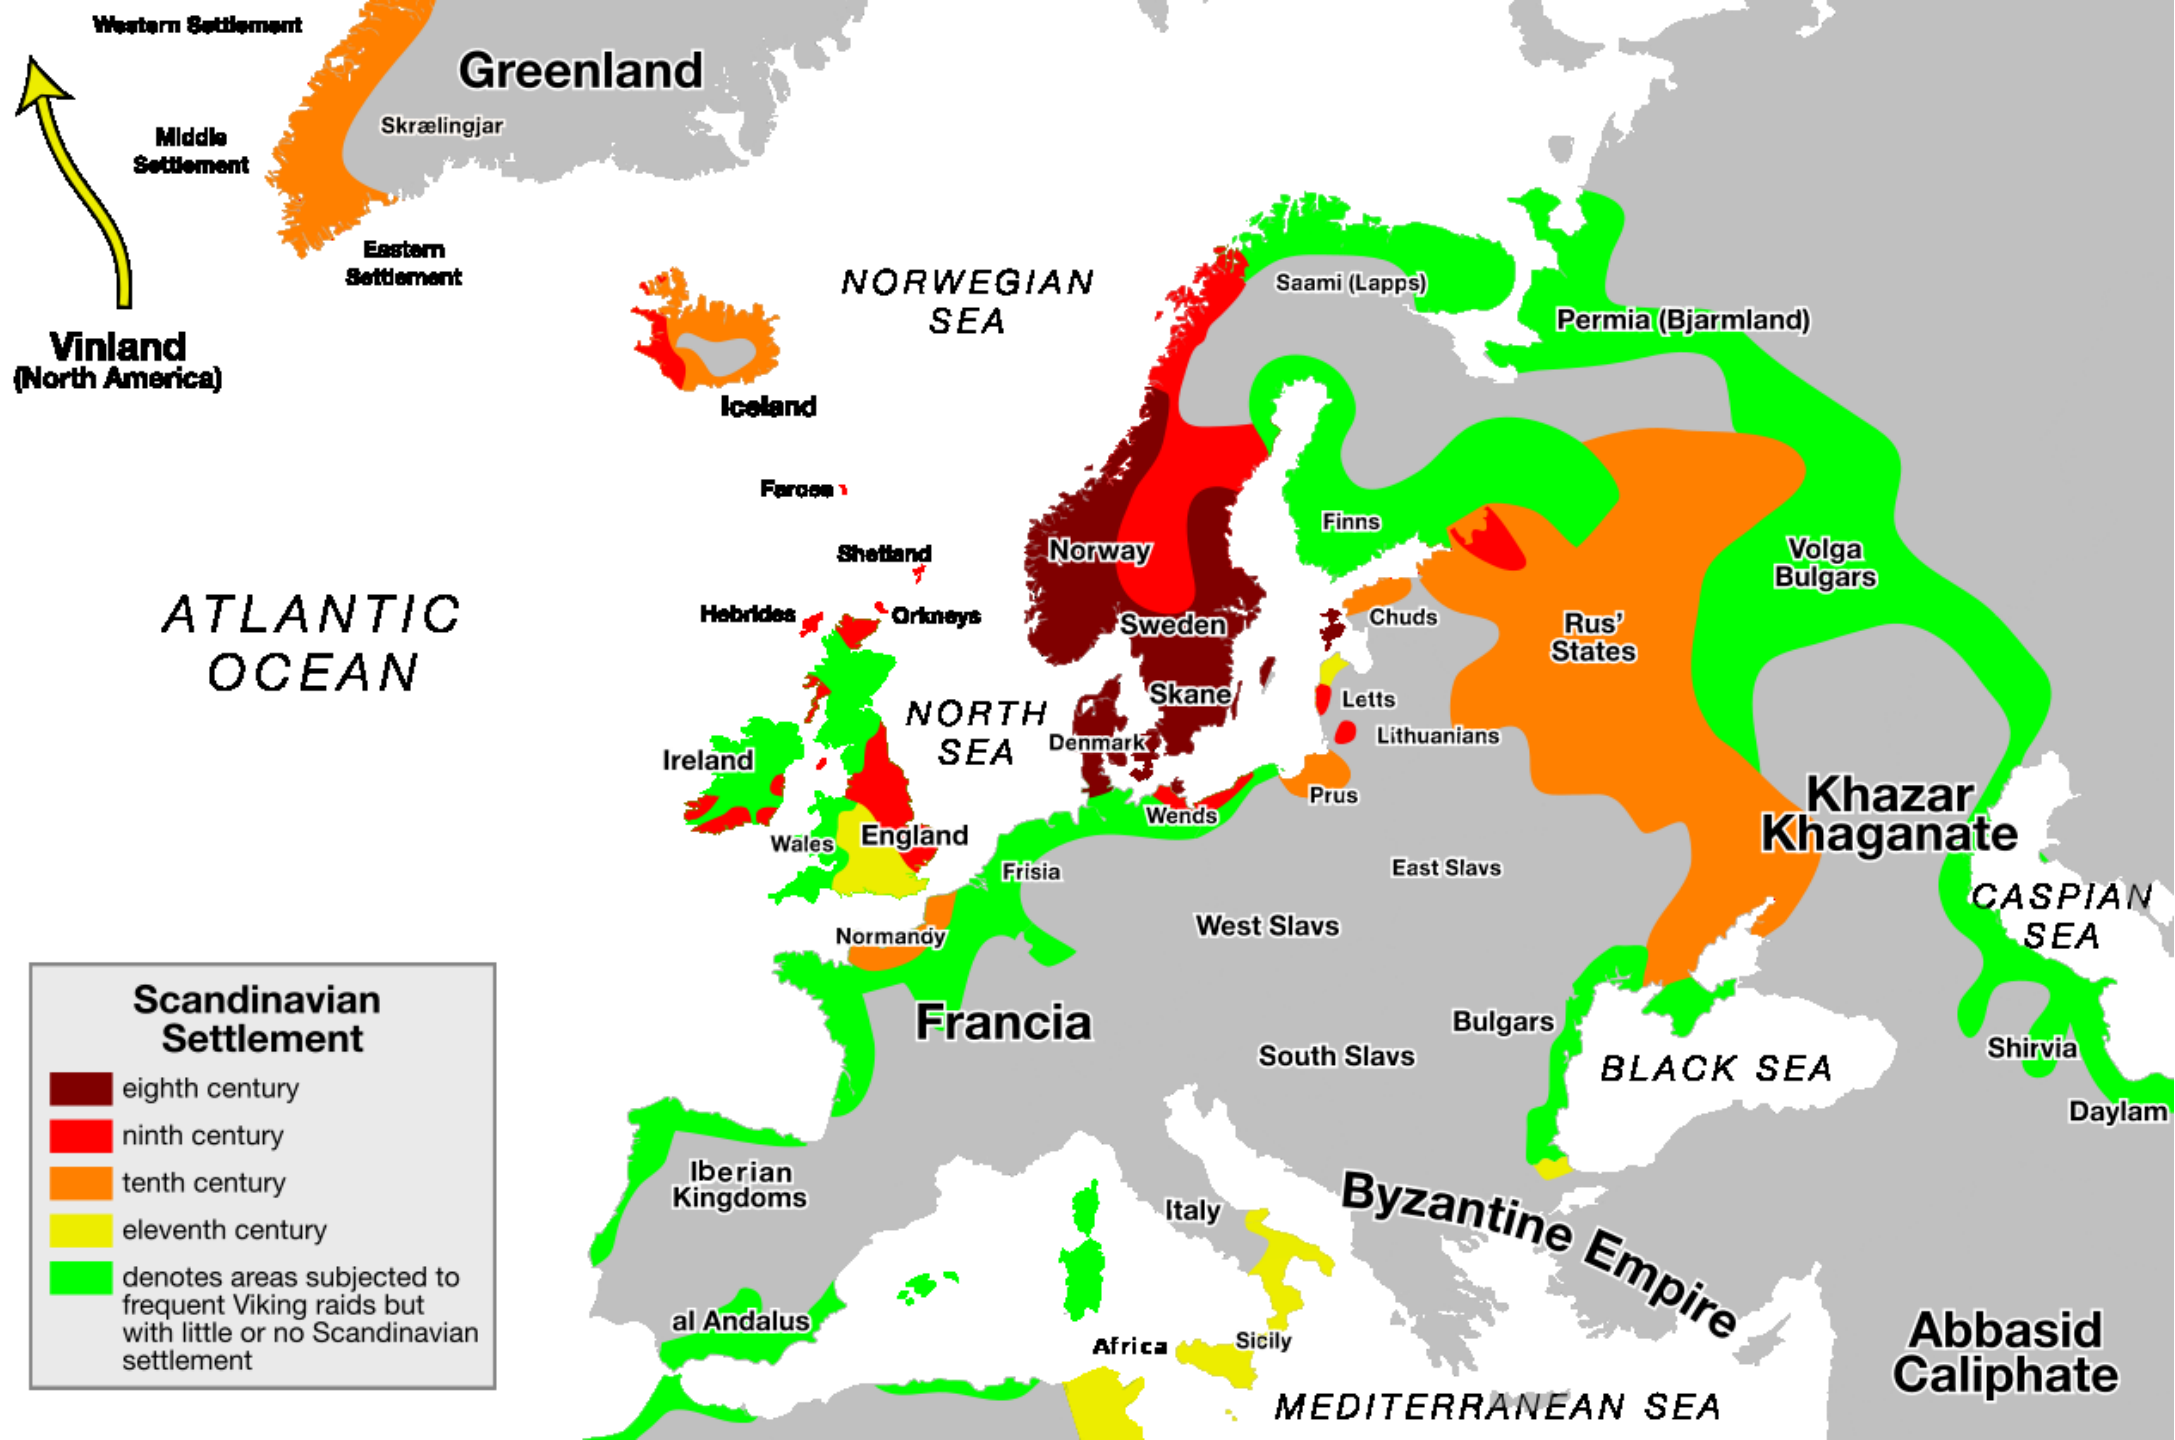 Western Settlement
Greenland
Skrælingjar
Middle
Settlement
Eastern
Settlement
Vinland
(North America)
NORWEGIAN
SEA
Saami (Lapps)
Permia (Bjarmland)
Iceland
Faroes
Finns
Norway
Volga
Bulgars
Shetland
Hebrides
Orkneys
ATLANTIC
OCEAN
Sweden
Chuds
Rus’
States
Skane
Letts
NORTH
SEA
Denmark
Lithuanians
Ireland
Prus
Wends
Khazar
Khaganate
Wales
England
Frisia
East Slavs
CASPIAN
SEA
West Slavs
Normandy
Francia
Bulgars
South Slavs
BLACK SEA
Shirvia
Daylam
Iberian
Kingdoms
Italy
Byzantine Empire
al Andalus
Africa
Sicily
Abbasid
Caliphate
MEDITERRANEAN SEA
Scandinavian
Settlement
eighth century
ninth century
tenth century
eleventh century
denotes areas subjected to
frequent Viking raids but
with little or no Scandinavian
settlement